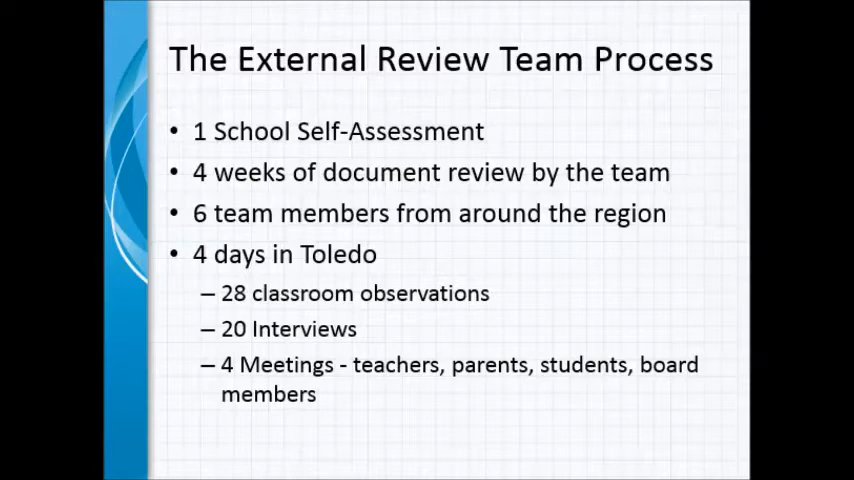 The External Review Team Process
• 1 School Self-Assessment
• 4 weeks of document review by the team
• 6 team members from around the region
• 4 days in Toledo
– 28 classroom observations
– 20 Interviews
– 4 Meetings - teachers, parents, students, board
members